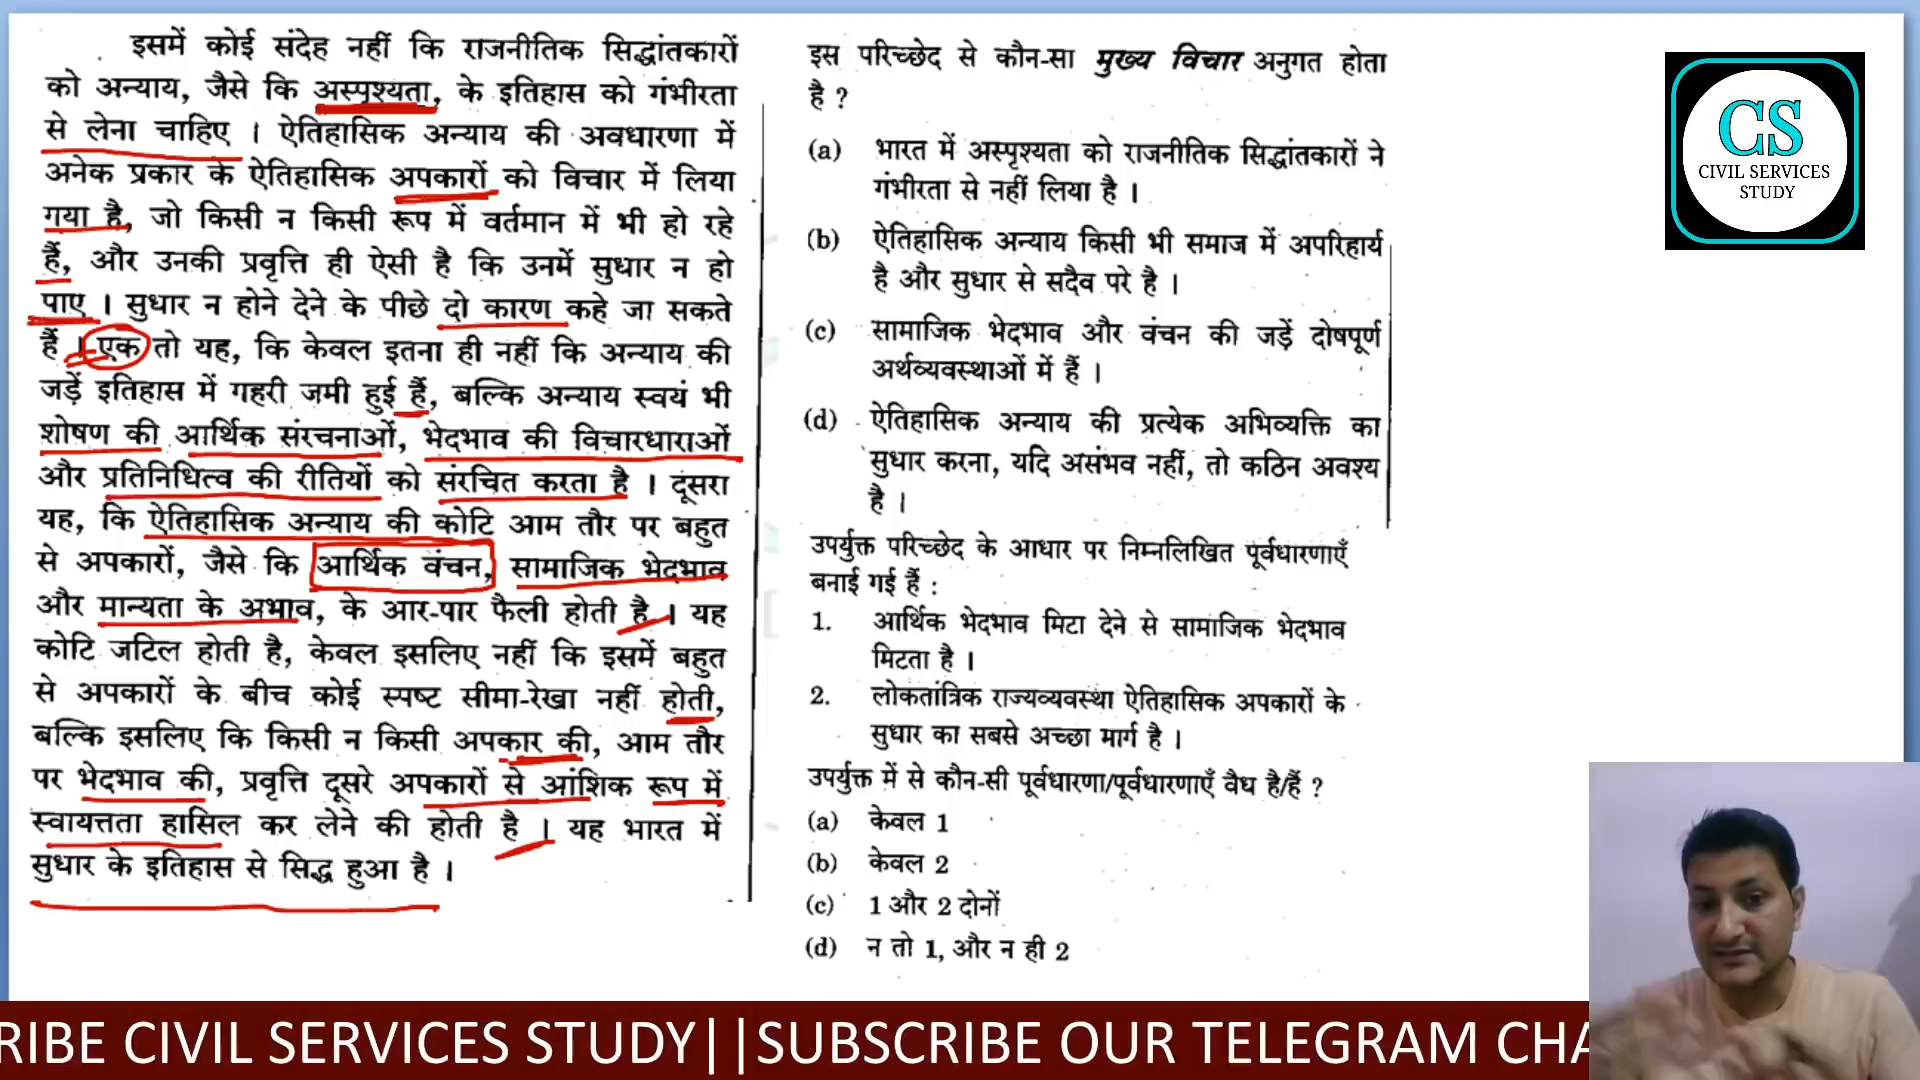 इसमें कोई संदेह नहीं कि राजनीतिक सिद्धांतकारों
को अन्याय, जैसे कि अस्पृश्यता, के इतिहास को गंभीरता
से लेना चाहिए । ऐतिहासिक अन्याय की अवधारणा में
अनेक प्रकार के ऐतिहासिक अपकारों को विचार में लिया
गया है, जो किसी न किसी रूप में वर्तमान में भी हो रहे
हैं, और उनकी प्रवृत्ति ही ऐसी है कि उनमें सुधार न हो
पाए । सुधार न होने देने के पीछे दो कारण कहे जा सकते
हैं । एक तो यह, कि केवल इतना ही नहीं कि अन्याय की
जड़ें इतिहास में गहरी जमी हुई हैं, बल्कि अन्याय स्वयं भी
शोषण की आर्थिक संरचनाओं, भेदभाव की विचारधाराओं
और प्रतिनिधित्व की रीतियों को संरचित करता है । दूसरा
यह, कि ऐतिहासिक अन्याय की कोटि आम तौर पर बहुत
से अपकारों, जैसे कि आर्थिक वंचन, सामाजिक भेदभाव
और मान्यता के अभाव, के आर-पार फैली होती है । यह
कोटि जटिल होती है, केवल इसलिए नहीं कि इसमें बहुत
से अपकारों के बीच कोई स्पष्ट सीमा-रेखा नहीं होती,
बल्कि इसलिए कि किसी न किसी अपकार की, आम तौर
पर भेदभाव की, प्रवृत्ति दूसरे अपकारों से आंशिक रूप में
स्वायत्तता हासिल कर लेने की होती है । यह भारत में
सुधार के इतिहास से सिद्ध हुआ है ।
इस परिच्छेद से कौन-सा मुख्य विचार अनुगत होता
है ?
(a) भारत में अस्पृश्यता को राजनीतिक सिद्धांतकारों ने
गंभीरता से नहीं लिया है ।
(b) ऐतिहासिक अन्याय किसी भी समाज में अपरिहार्य
है और सुधार से सदैव परे है ।
(c) सामाजिक भेदभाव और वंचन की जड़ें दोषपूर्ण
अर्थव्यवस्थाओं में हैं ।
(d) ऐतिहासिक अन्याय की प्रत्येक अभिव्यक्ति का
सुधार करना, यदि असंभव नहीं, तो कठिन अवश्य
है ।
उपर्युक्त परिच्छेद के आधार पर निम्नलिखित पूर्वधारणाएँ
बनाई गई हैं :
1. आर्थिक भेदभाव मिटा देने से सामाजिक भेदभाव
मिटता है ।
2. लोकतांत्रिक राज्यव्यवस्था ऐतिहासिक अपकारों के
सुधार का सबसे अच्छा मार्ग है ।
उपर्युक्त में से कौन-सी पूर्वधारणा/पूर्वधारणाएँ वैध है/हैं ?
(a) केवल 1
(b) केवल 2
(c) 1 और 2 दोनों
(d) न तो 1, और न ही 2
CS
CIVIL SERVICES
STUDY
RIBE CIVIL SERVICES STUDY||SUBSCRIBE OUR TELEGRAM CHA